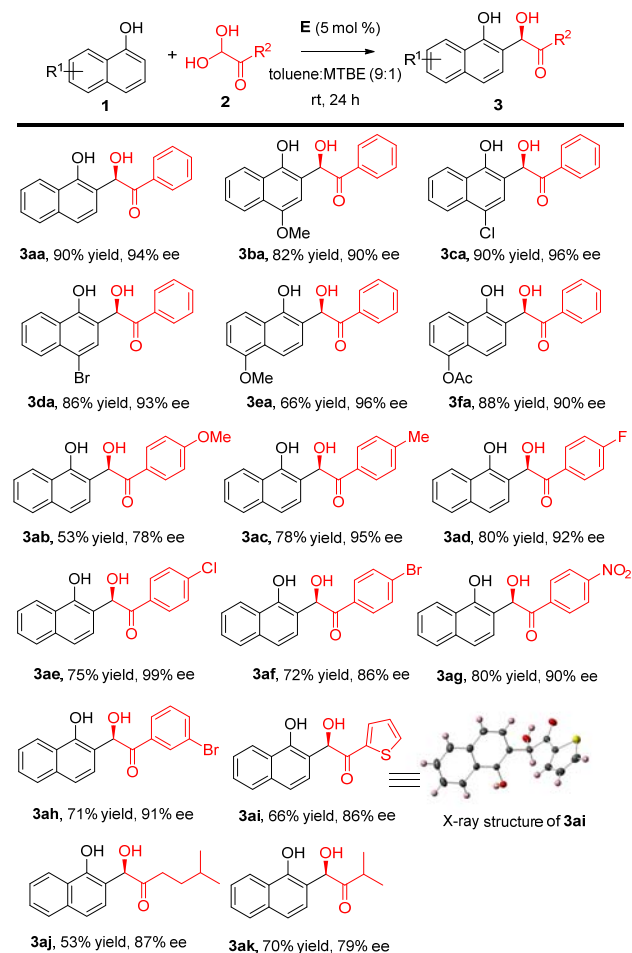 OH
R¹
1
+
HO
HO
R²
O
2
E (5 mol %)
toluene:MTBE (9:1)
rt, 24 h
OH OH
R²
R¹
O
3
OH OH
O
3aa, 90% yield, 94% ee
OH OH
O
OMe
3ba, 82% yield, 90% ee
OH OH
O
Cl
3ca, 90% yield, 96% ee
OH OH
O
Br
3da, 86% yield, 93% ee
OH OH
O
OMe
3ea, 66% yield, 96% ee
OH OH
O
OAc
3fa, 88% yield, 90% ee
OH OH
OMe
O
3ab, 53% yield, 78% ee
OH OH
Me
O
3ac, 78% yield, 95% ee
OH OH
F
O
3ad, 80% yield, 92% ee
OH OH
Cl
O
3ae, 75% yield, 99% ee
OH OH
Br
O
3af, 72% yield, 86% ee
OH OH
NO₂
O
3ag, 80% yield, 90% ee
OH OH
Br
O
3ah, 71% yield, 91% ee
OH OH
S
O
3ai, 66% yield, 86% ee
X-ray structure of 3ai
OH OH
O
3aj, 53% yield, 87% ee
OH OH
O
3ak, 70% yield, 79% ee